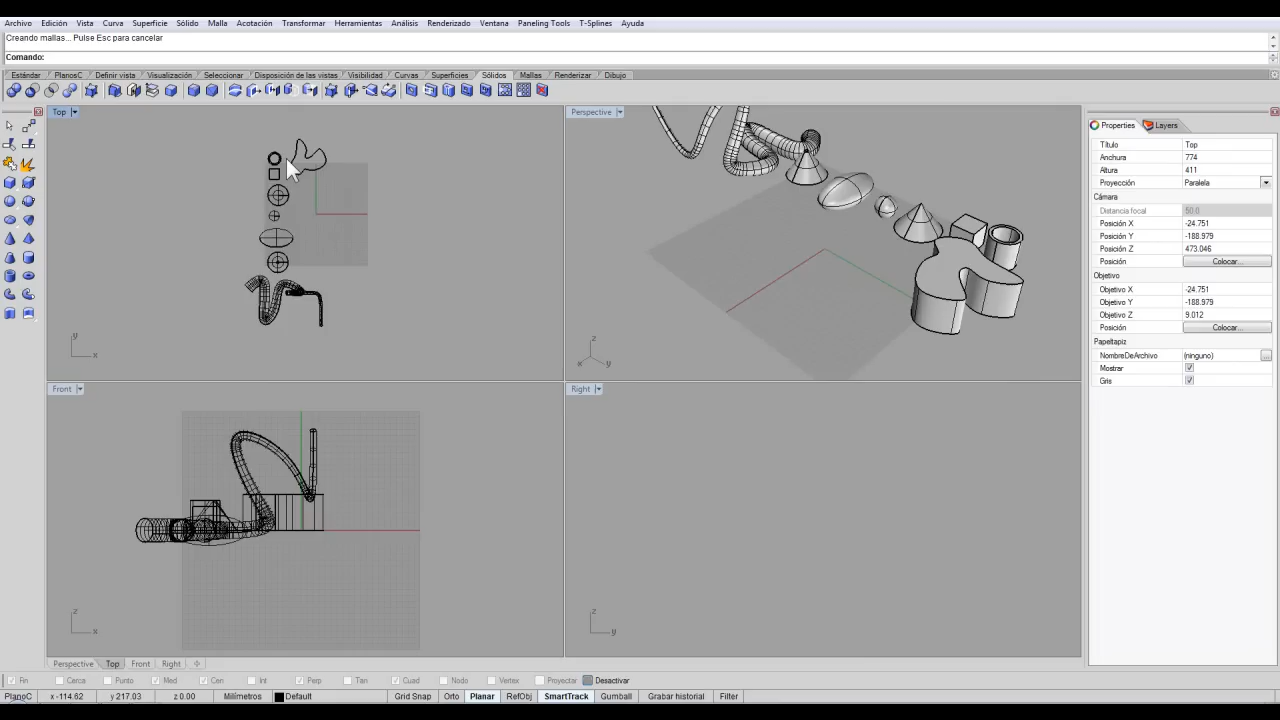 Archivo Edición Vista Curva Superficie Sólido Malla Acotación Transformar Herramientas Análisis Renderizado Ventana Paneling Tools T-Splines Ayuda
Creando mallas... Pulse Esc para cancelar
Comando:
Estándar PlanosC Definir vista Visualización Seleccionar Disposición de las vistas Visibilidad Curvas Superficies Sólidos Mallas Renderizar Dibujo
Top
Perspective
Properties Layers
Título Top
Anchura 774
Altura 411
Proyección Paralela
Cámara
Distancia focal 50.0
Posición X -24.751
Posición Y -188.979
Posición Z 473.046
Posición Colocar...
Objetivo
Objetivo X -24.751
Objetivo Y -188.979
Objetivo Z 9.012
Posición Colocar...
Papeltapiz
NombreDeArchivo (ninguno) ...
Mostrar
Gris
y
x
z
x y
Front
Right
z
x
z
y
Perspective Top Front Right
Fin Cerca Punto Med Cen Int Perp Tan Cuad Nodo Vertex Proyectar Desactivar
PlanoC x -114.62 y 217.03 z 0.00 Milímetros Default Grid Snap Orto Planar RefObj SmartTrack Gumball Grabar historial Filter